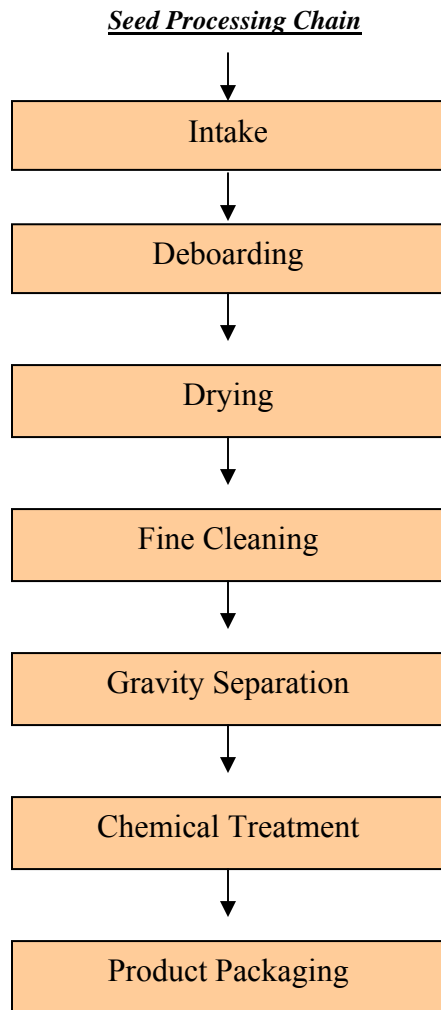 Seed Processing Chain
Intake
Deboarding
Drying
Fine Cleaning
Gravity Separation
Chemical Treatment
Product Packaging